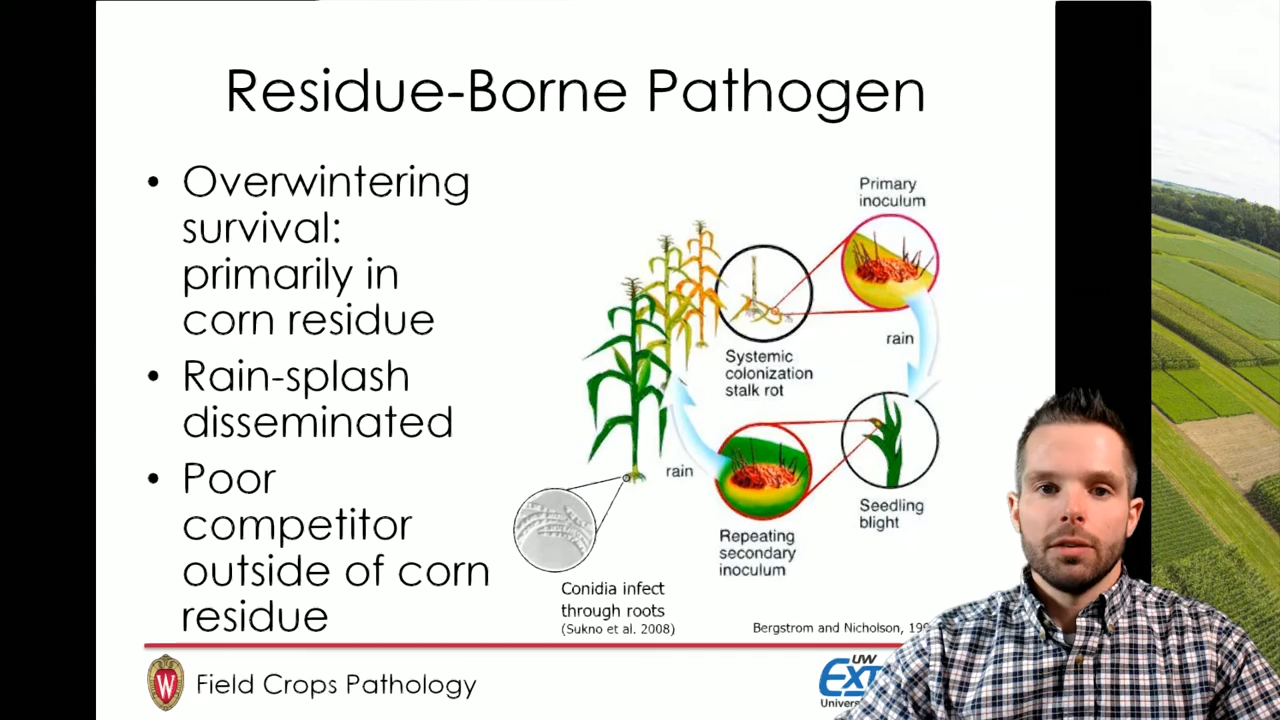 Residue-Borne Pathogen
• Overwintering
survival:
primarily in
corn residue
• Rain-splash
disseminated
• Poor
competitor
outside of corn
residue
Primary
inoculum
rain
Systemic
colonization
stalk rot
rain
Seedling
blight
Repeating
secondary
inoculum
Conidia infect
through roots
(Sukno et al. 2008)
Bergstrom and Nicholson,
W
Field Crops Pathology
UW